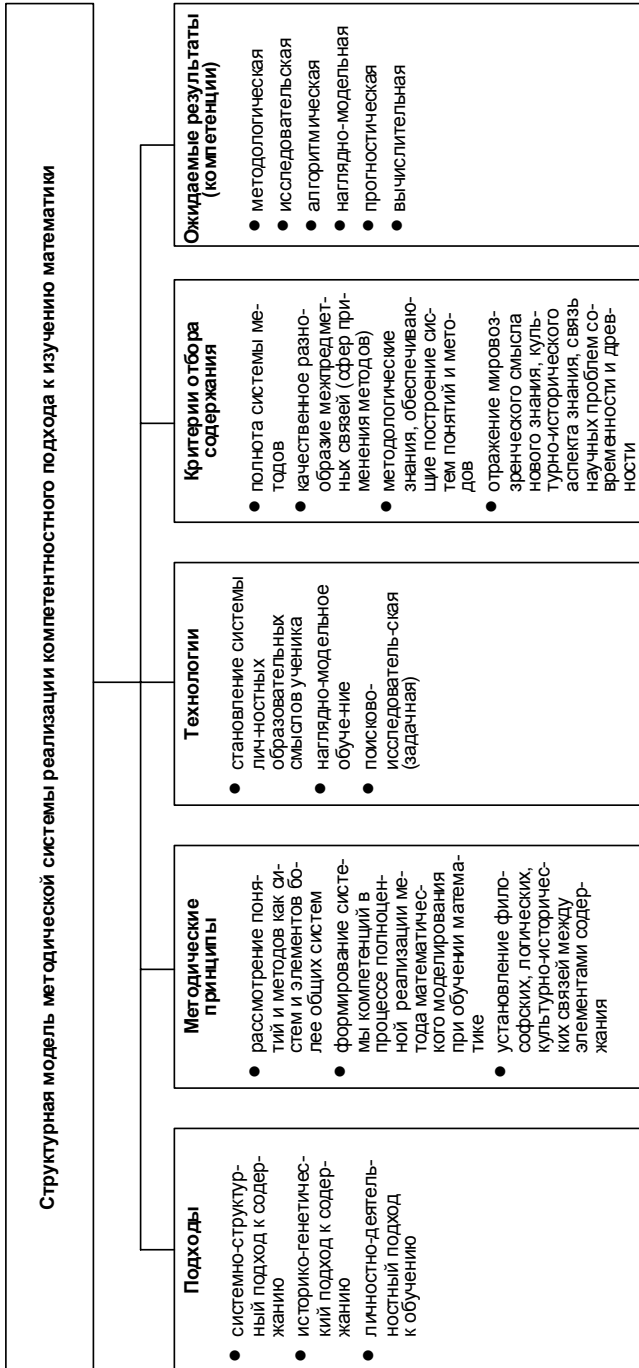 Структурная модель методической системы реализации компетентностного подхода к изучению математики
Подходы
● системно-структур-
ный подход к содер-
жанию
● историко-генетичес-
кий подход к содер-
жанию
● личностно-деятель-
ностный подход
к обучению
Методические
принципы
● рассмотрение поня-
тий и методов как си-
стем и элементов бо-
лее общих систем
● формирование систе-
мы компетенций в
процессе полноцен-
ной реализации ме-
тода математичес-
кого моделирования
при обучении матема-
тике
● установление фило-
софских, логических,
культурно-историчес-
ких связей между
элементами содер-
жания
Технологии
● становление системы
лич-ностных
образовательных
смыслов ученика
● наглядно-модельное
обуче-ние
● поисково-
исследователь-ская
(задачная)
Критерии отбора
содержания
● полнота системы ме-
тодов
● качественное разно-
образие межпредмет-
ных связей (сфер при-
менения методов)
● методологические
знания, обеспечиваю-
щие построение сис-
тем понятий и мето-
дов
● отражение мировоз-
зренческого смысла
нового знания, куль-
турно-исторического
аспекта знания, связь
научных проблем со-
временности и древ-
ности
Ожидаемые результаты
(компетенции)
● методологическая
● исследовательская
● алгоритмическая
● наглядно-модельная
● прогностическая
● вычислительная